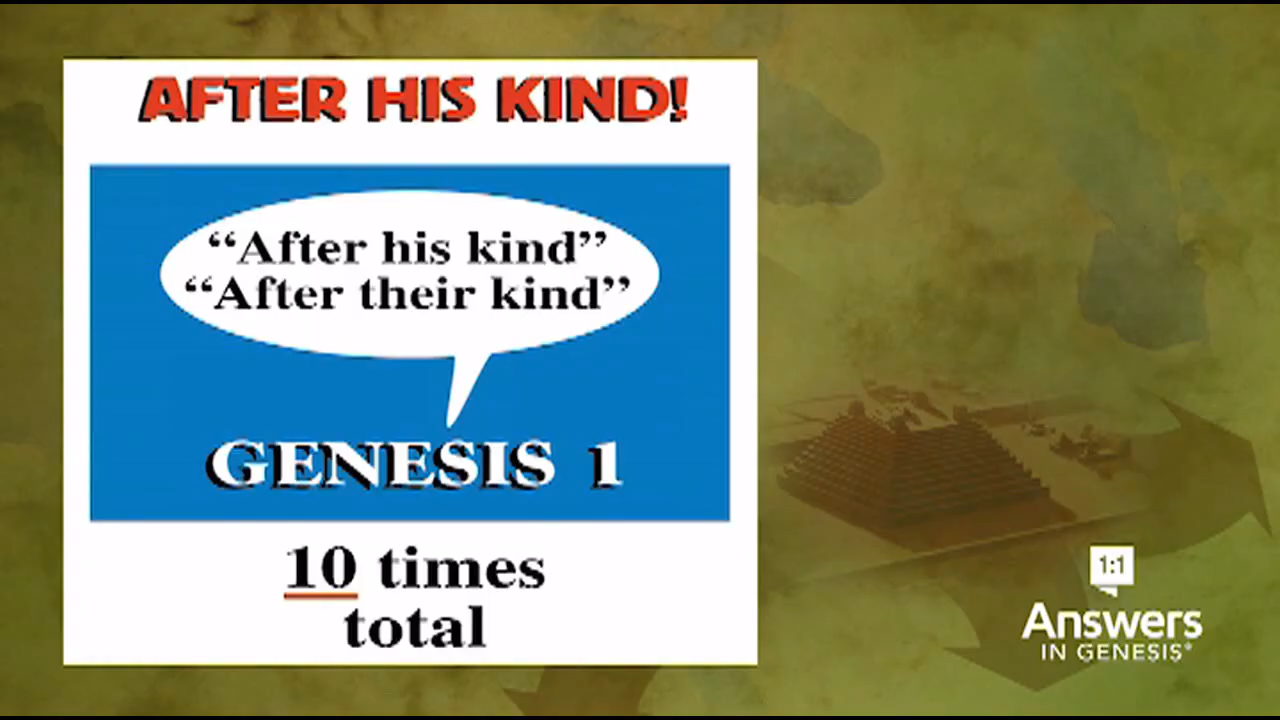 AFTER HIS KIND!
“After his kind”
“After their kind”
GENESIS 1
10 times
total
1:1
Answers
IN GENESIS®